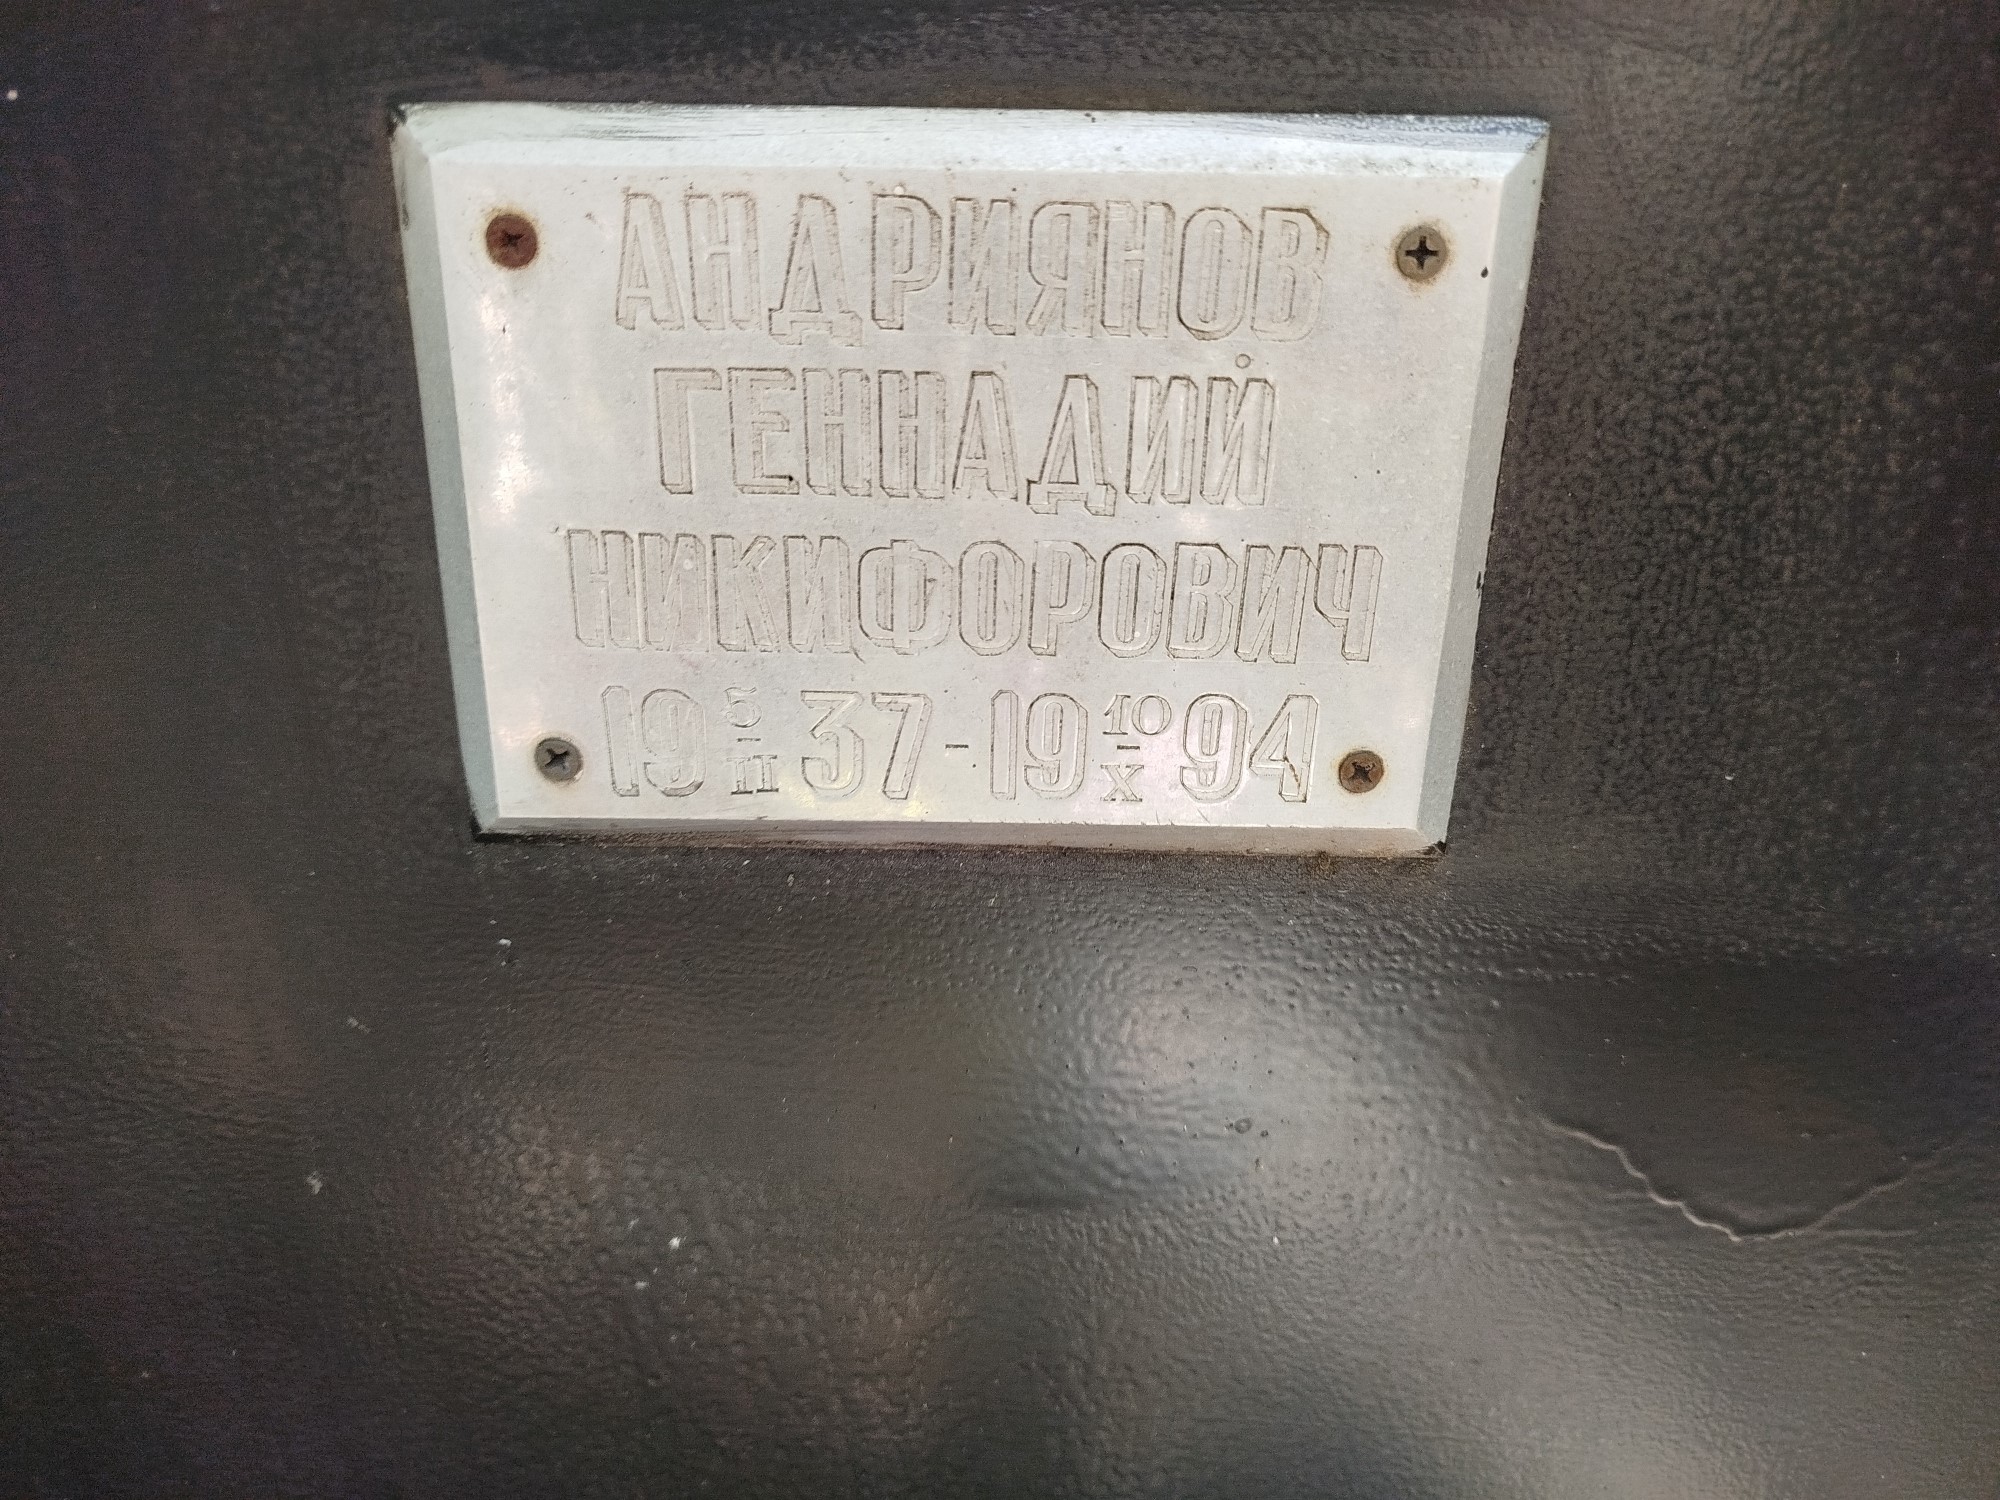 АНДРИЯНОВ
ГЕННАДИЙ
НИКИФОРОВИЧ
19 5/II 37 - 19 10/X 94